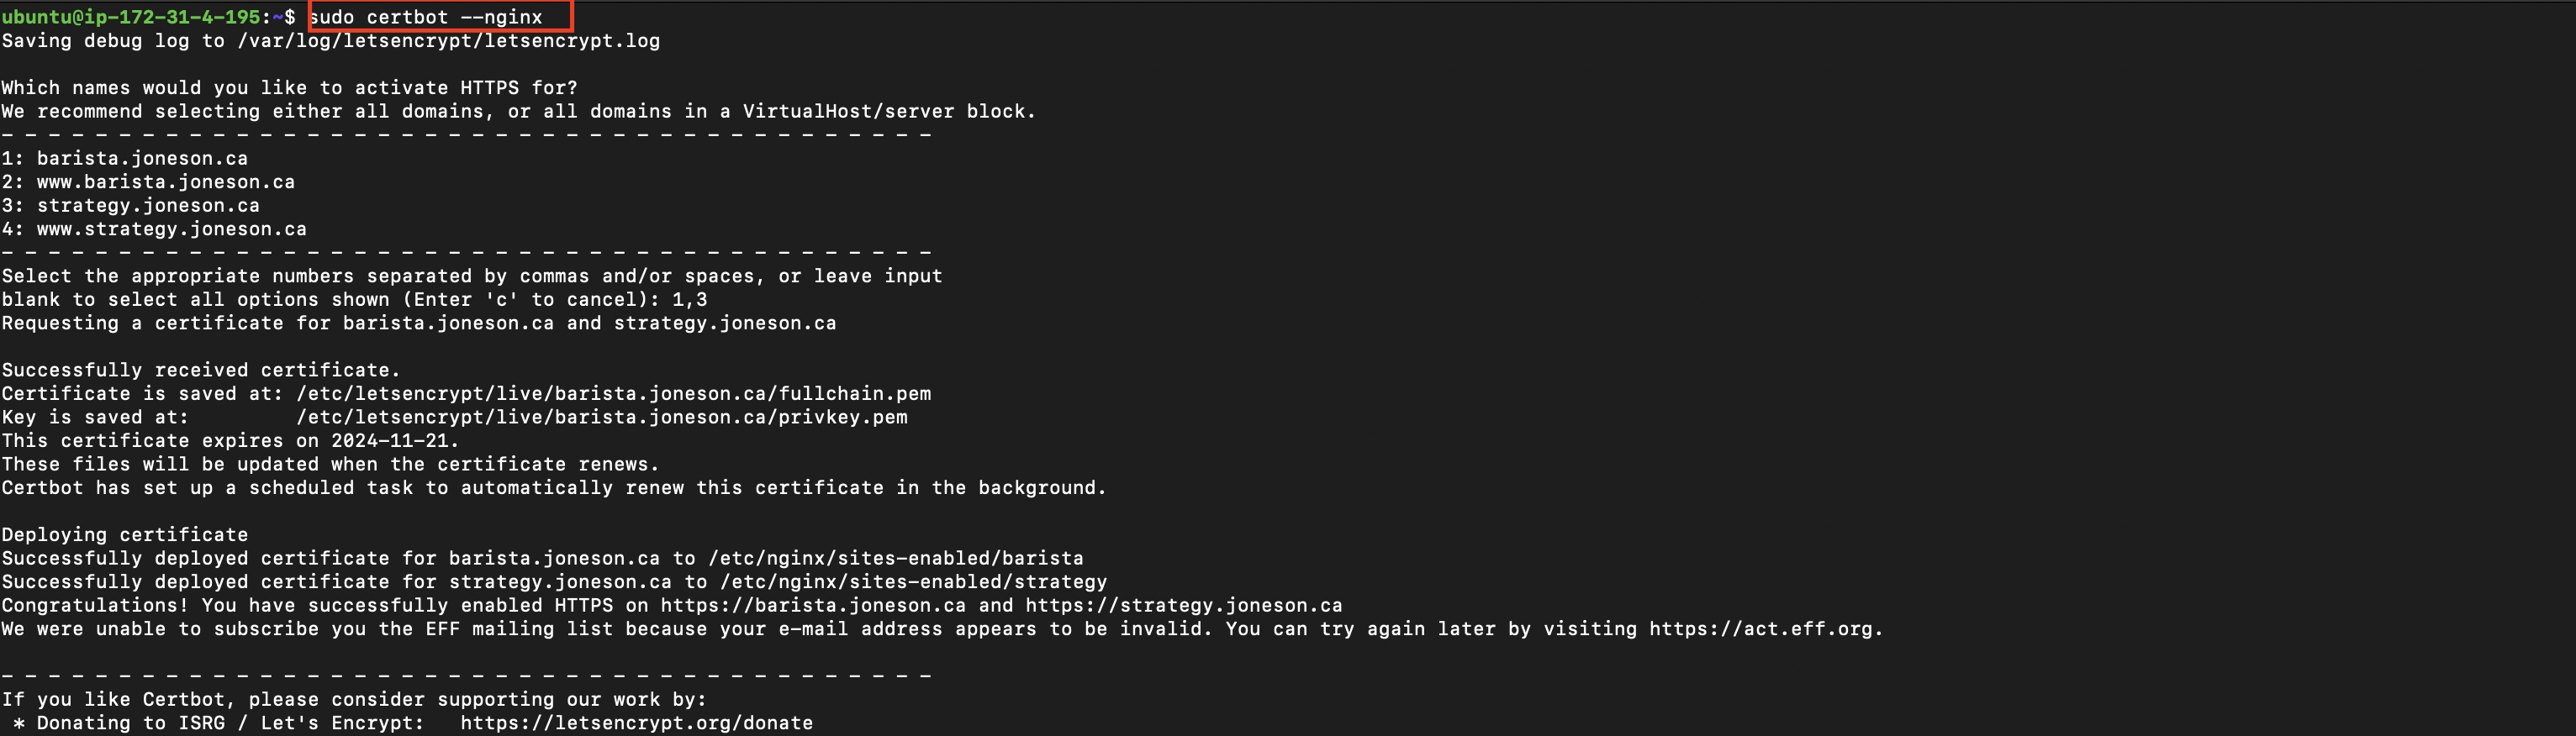 ubuntu@ip-172-31-4-195:~$ sudo certbot --nginx
Saving debug log to /var/log/letsencrypt/letsencrypt.log
Which names would you like to activate HTTPS for?
We recommend selecting either all domains, or all domains in a VirtualHost/server block.
- - - - - - - - - - - - - - - - - - - - - - - - - - - - - - - - - - - - - - - -
1: barista.joneson.ca
2: www.barista.joneson.ca
3: strategy.joneson.ca
4: www.strategy.joneson.ca
- - - - - - - - - - - - - - - - - - - - - - - - - - - - - - - - - - - - - - - -
Select the appropriate numbers separated by commas and/or spaces, or leave input
blank to select all options shown (Enter 'c' to cancel): 1,3
Requesting a certificate for barista.joneson.ca and strategy.joneson.ca
Successfully received certificate.
Certificate is saved at: /etc/letsencrypt/live/barista.joneson.ca/fullchain.pem
Key is saved at:         /etc/letsencrypt/live/barista.joneson.ca/privkey.pem
This certificate expires on 2024-11-21.
These files will be updated when the certificate renews.
Certbot has set up a scheduled task to automatically renew this certificate in the background.
Deploying certificate
Successfully deployed certificate for barista.joneson.ca to /etc/nginx/sites-enabled/barista
Successfully deployed certificate for strategy.joneson.ca to /etc/nginx/sites-enabled/strategy
Congratulations! You have successfully enabled HTTPS on https://barista.joneson.ca and https://strategy.joneson.ca
We were unable to subscribe you the EFF mailing list because your e-mail address appears to be invalid. You can try again later by visiting https://act.eff.org.
- - - - - - - - - - - - - - - - - - - - - - - - - - - - - - - - - - - - - - - -
If you like Certbot, please consider supporting our work by:
 * Donating to ISRG / Let's Encrypt:   https://letsencrypt.org/donate